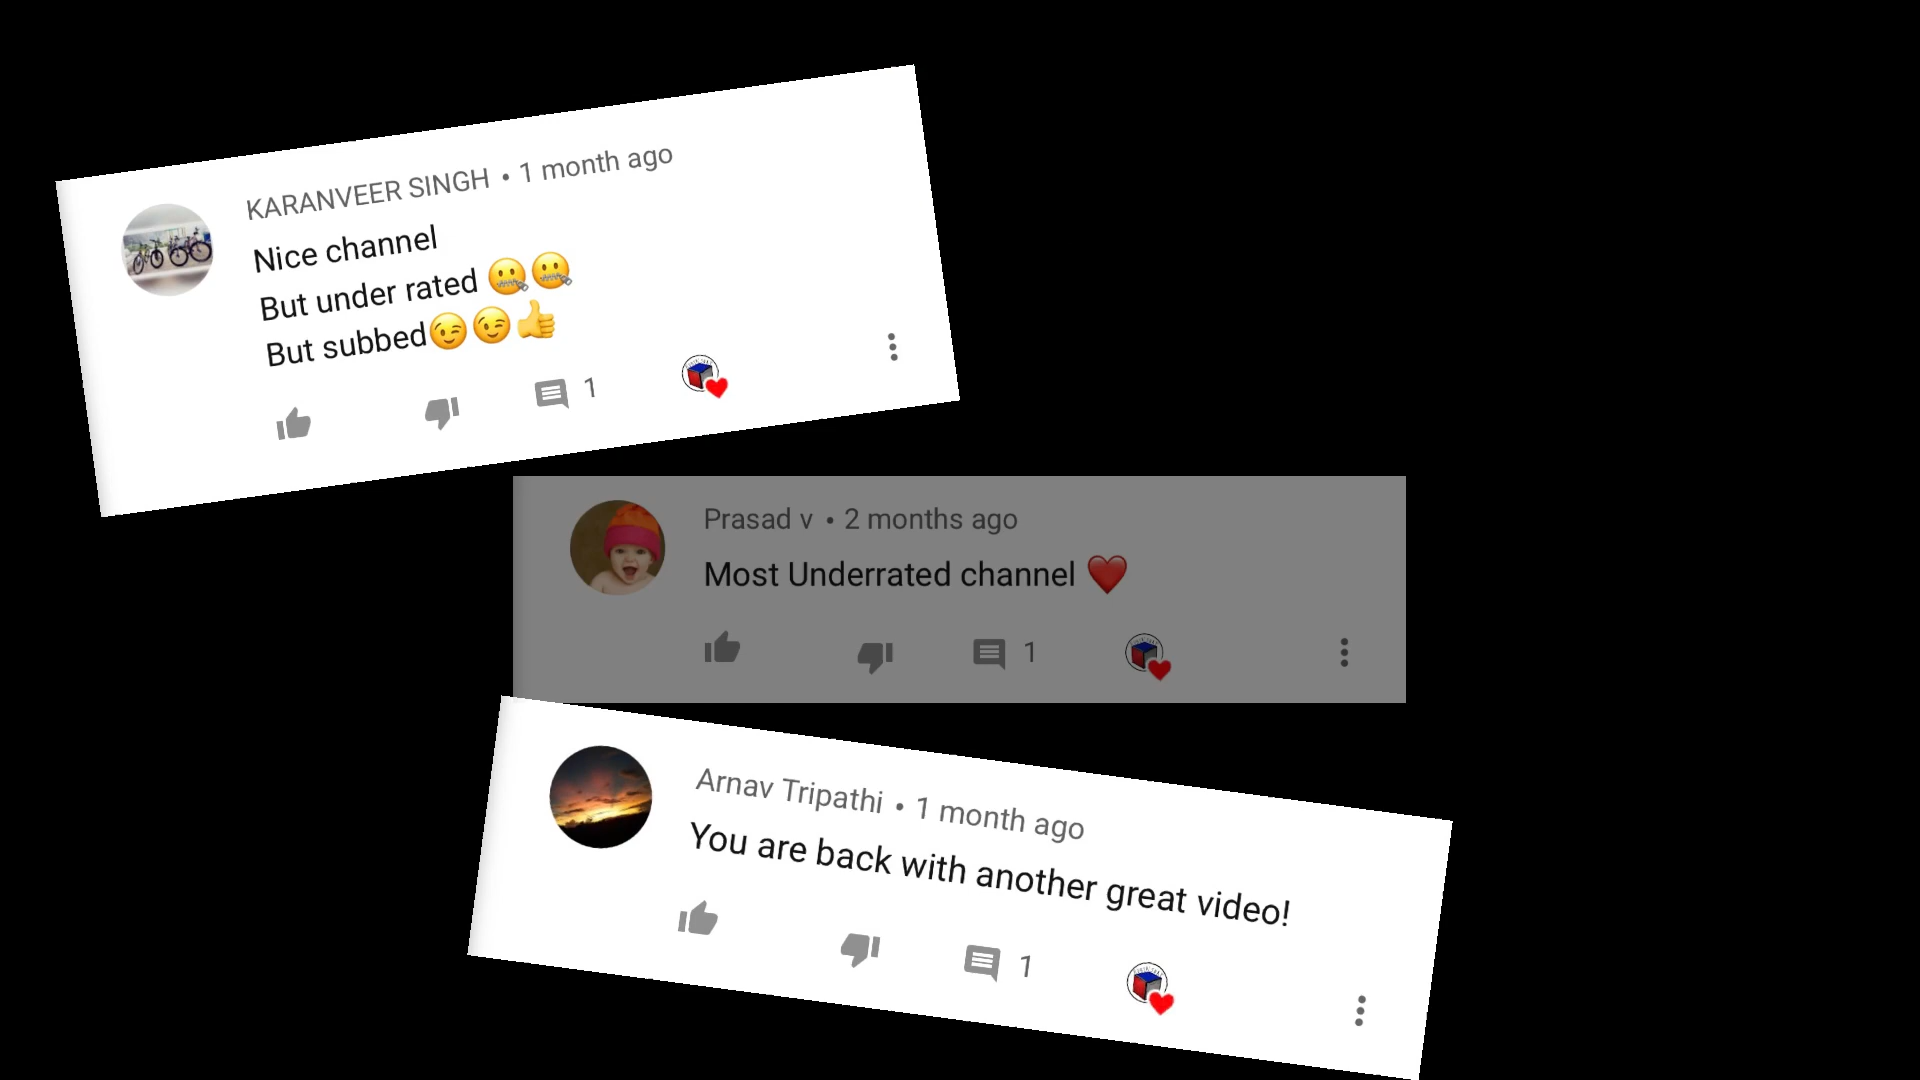 KARANVEER SINGH • 1 month ago
Nice channel
But under rated 🤐🤐
But subbed😉😉👍
1
Prasad v • 2 months ago
Most Underrated channel ❤️
1
Arnav Tripathi • 1 month ago
You are back with another great video!
1